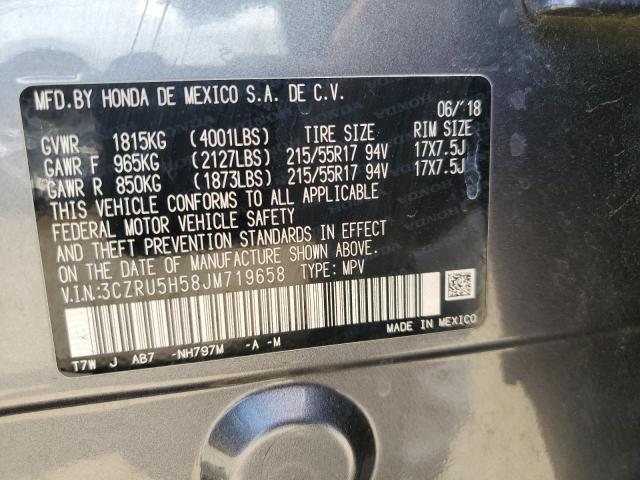 MFD.BY HONDA DE MEXICO S.A. DE C.V.
06/'18
GVWR 1815KG (4001LBS) TIRE SIZE RIM SIZE
GAWR F 965KG (2127LBS) 215/55R17 94V 17X7.5J
GAWR R 850KG (1873LBS) 215/55R17 94V 17X7.5J
THIS VEHICLE CONFORMS TO ALL APPLICABLE
FEDERAL MOTOR VEHICLE SAFETY
AND THEFT PREVENTION STANDARDS IN EFFECT
ON THE DATE OF MANUFACTURE SHOWN ABOVE.
V.I.N.:3CZRU5H58JM719658 TYPE: MPV
MADE IN MEXICO
T7W J AB7 -NH797M -A -M